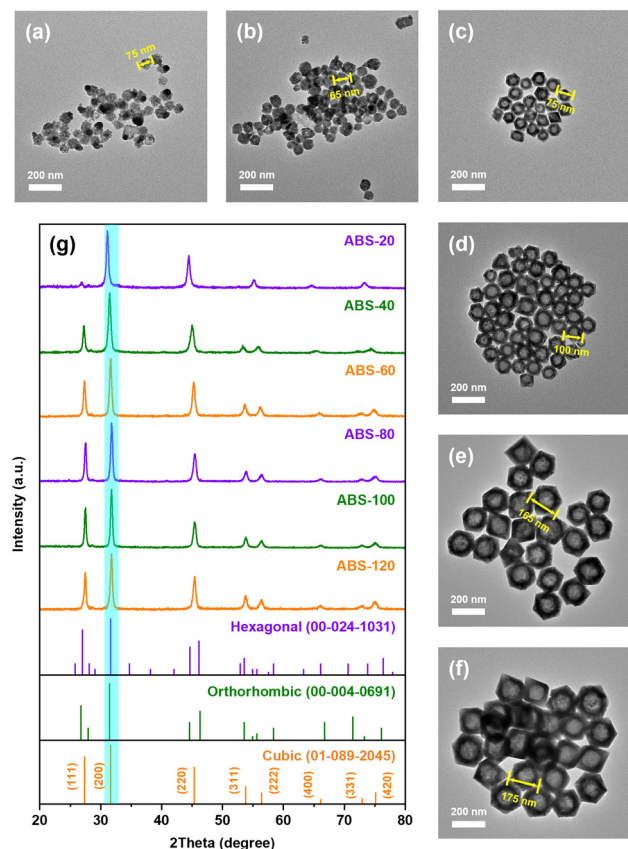 (a)
75 nm
200 nm
(b)
65 nm
200 nm
(c)
75 nm
200 nm
(g)
ABS-20
ABS-40
ABS-60
ABS-80
ABS-100
ABS-120
Hexagonal (00-024-1031)
Orthorhombic (00-004-0691)
Cubic (01-089-2045)
(111)
(200)
(220)
(311)
(222)
(400)
(331)
(420)
Intensity (a.u.)
20 30 40 50 60 70 80
2Theta (degree)
(d)
100 nm
200 nm
(e)
165 nm
200 nm
(f)
175 nm
200 nm